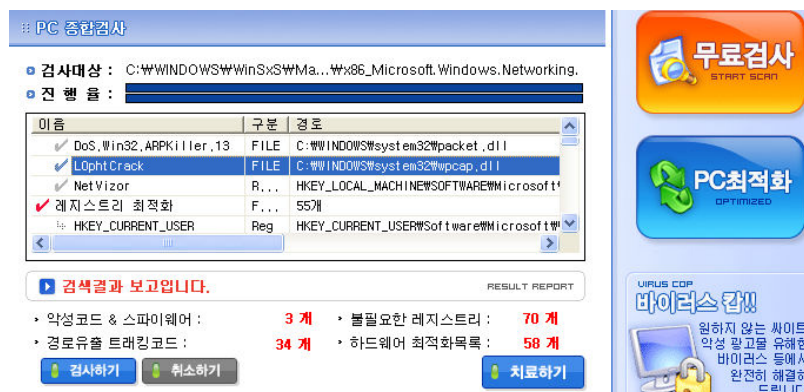 PC 종합검사
검사대상 : C:₩WINDOWS₩WinSxS₩Ma...₩x86_Microsoft.Windows.Networking.
진 행 율 :
이름 구분 경로
DoS,Win32,ARPKiller,13 FILE C:₩WINDOWS₩system32₩packet.dll
L0phtCrack FILE C:₩WINDOWS₩system32₩wpcap.dll
NetVizor R... HKEY_LOCAL_MACHINE₩SOFTWARE₩Microsoft₩
레지스트리 최적화 F... 55개
HKEY_CURRENT_USER Reg HKEY_CURRENT_USER₩Software₩Microsoft₩
검색결과 보고입니다. RESULT REPORT
악성코드 & 스파이웨어 : 3 개 불필요한 레지스트리 : 70 개
경로유출 트래킹코드 : 34 개 하드웨어 최적화목록 : 58 개
검사하기 취소하기 치료하기
무료검사
START SCAN
PC최적화
OPTIMIZED
VIRUS COP
바이러스 캅!!
원하지 않는 싸이트
악성 광고물 유해한
바이러스 등에서
완전히 해결해
드립니다